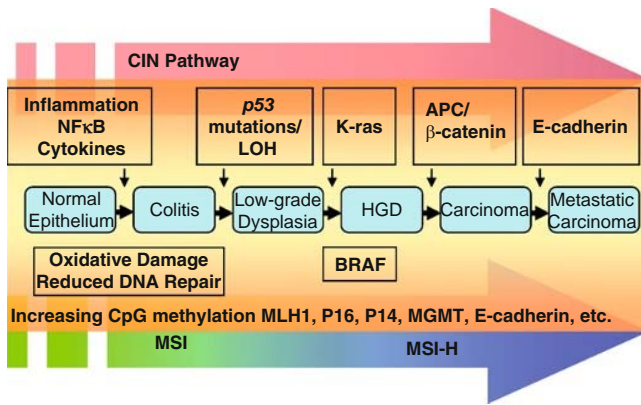 CIN Pathway
Inflammation
NFκB
Cytokines
p53
mutations/
LOH
K-ras
APC/
β-catenin
E-cadherin
Normal
Epithelium
Colitis
Low-grade
Dysplasia
HGD
Carcinoma
Metastatic
Carcinoma
Oxidative Damage
Reduced DNA Repair
BRAF
Increasing CpG methylation MLH1, P16, P14, MGMT, E-cadherin, etc.
MSI
MSI-H